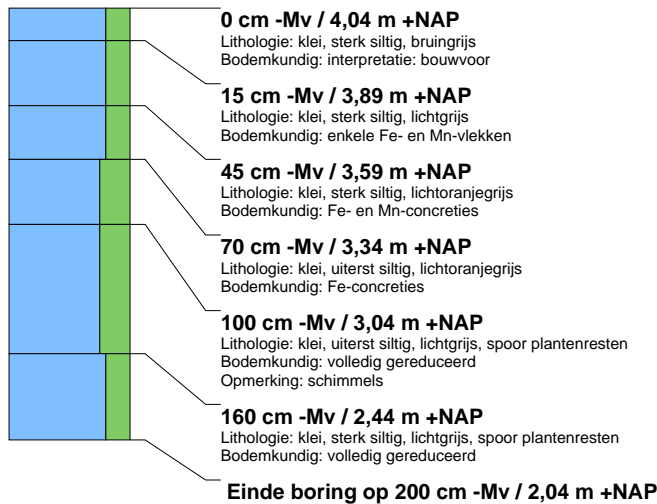 0 cm -Mv / 4,04 m +NAP
Lithologie: klei, sterk siltig, bruingrijs
Bodemkundig: interpretatie: bouwvoor
15 cm -Mv / 3,89 m +NAP
Lithologie: klei, sterk siltig, lichtgrijs
Bodemkundig: enkele Fe- en Mn-vlekken
45 cm -Mv / 3,59 m +NAP
Lithologie: klei, sterk siltig, lichtoranjegrijs
Bodemkundig: Fe- en Mn-concreties
70 cm -Mv / 3,34 m +NAP
Lithologie: klei, uiterst siltig, lichtoranjegrijs
Bodemkundig: Fe-concreties
100 cm -Mv / 3,04 m +NAP
Lithologie: klei, uiterst siltig, lichtgrijs, spoor plantenresten
Bodemkundig: volledig gereduceerd
Opmerking: schimmels
160 cm -Mv / 2,44 m +NAP
Lithologie: klei, sterk siltig, lichtgrijs, spoor plantenresten
Bodemkundig: volledig gereduceerd
Einde boring op 200 cm -Mv / 2,04 m +NAP